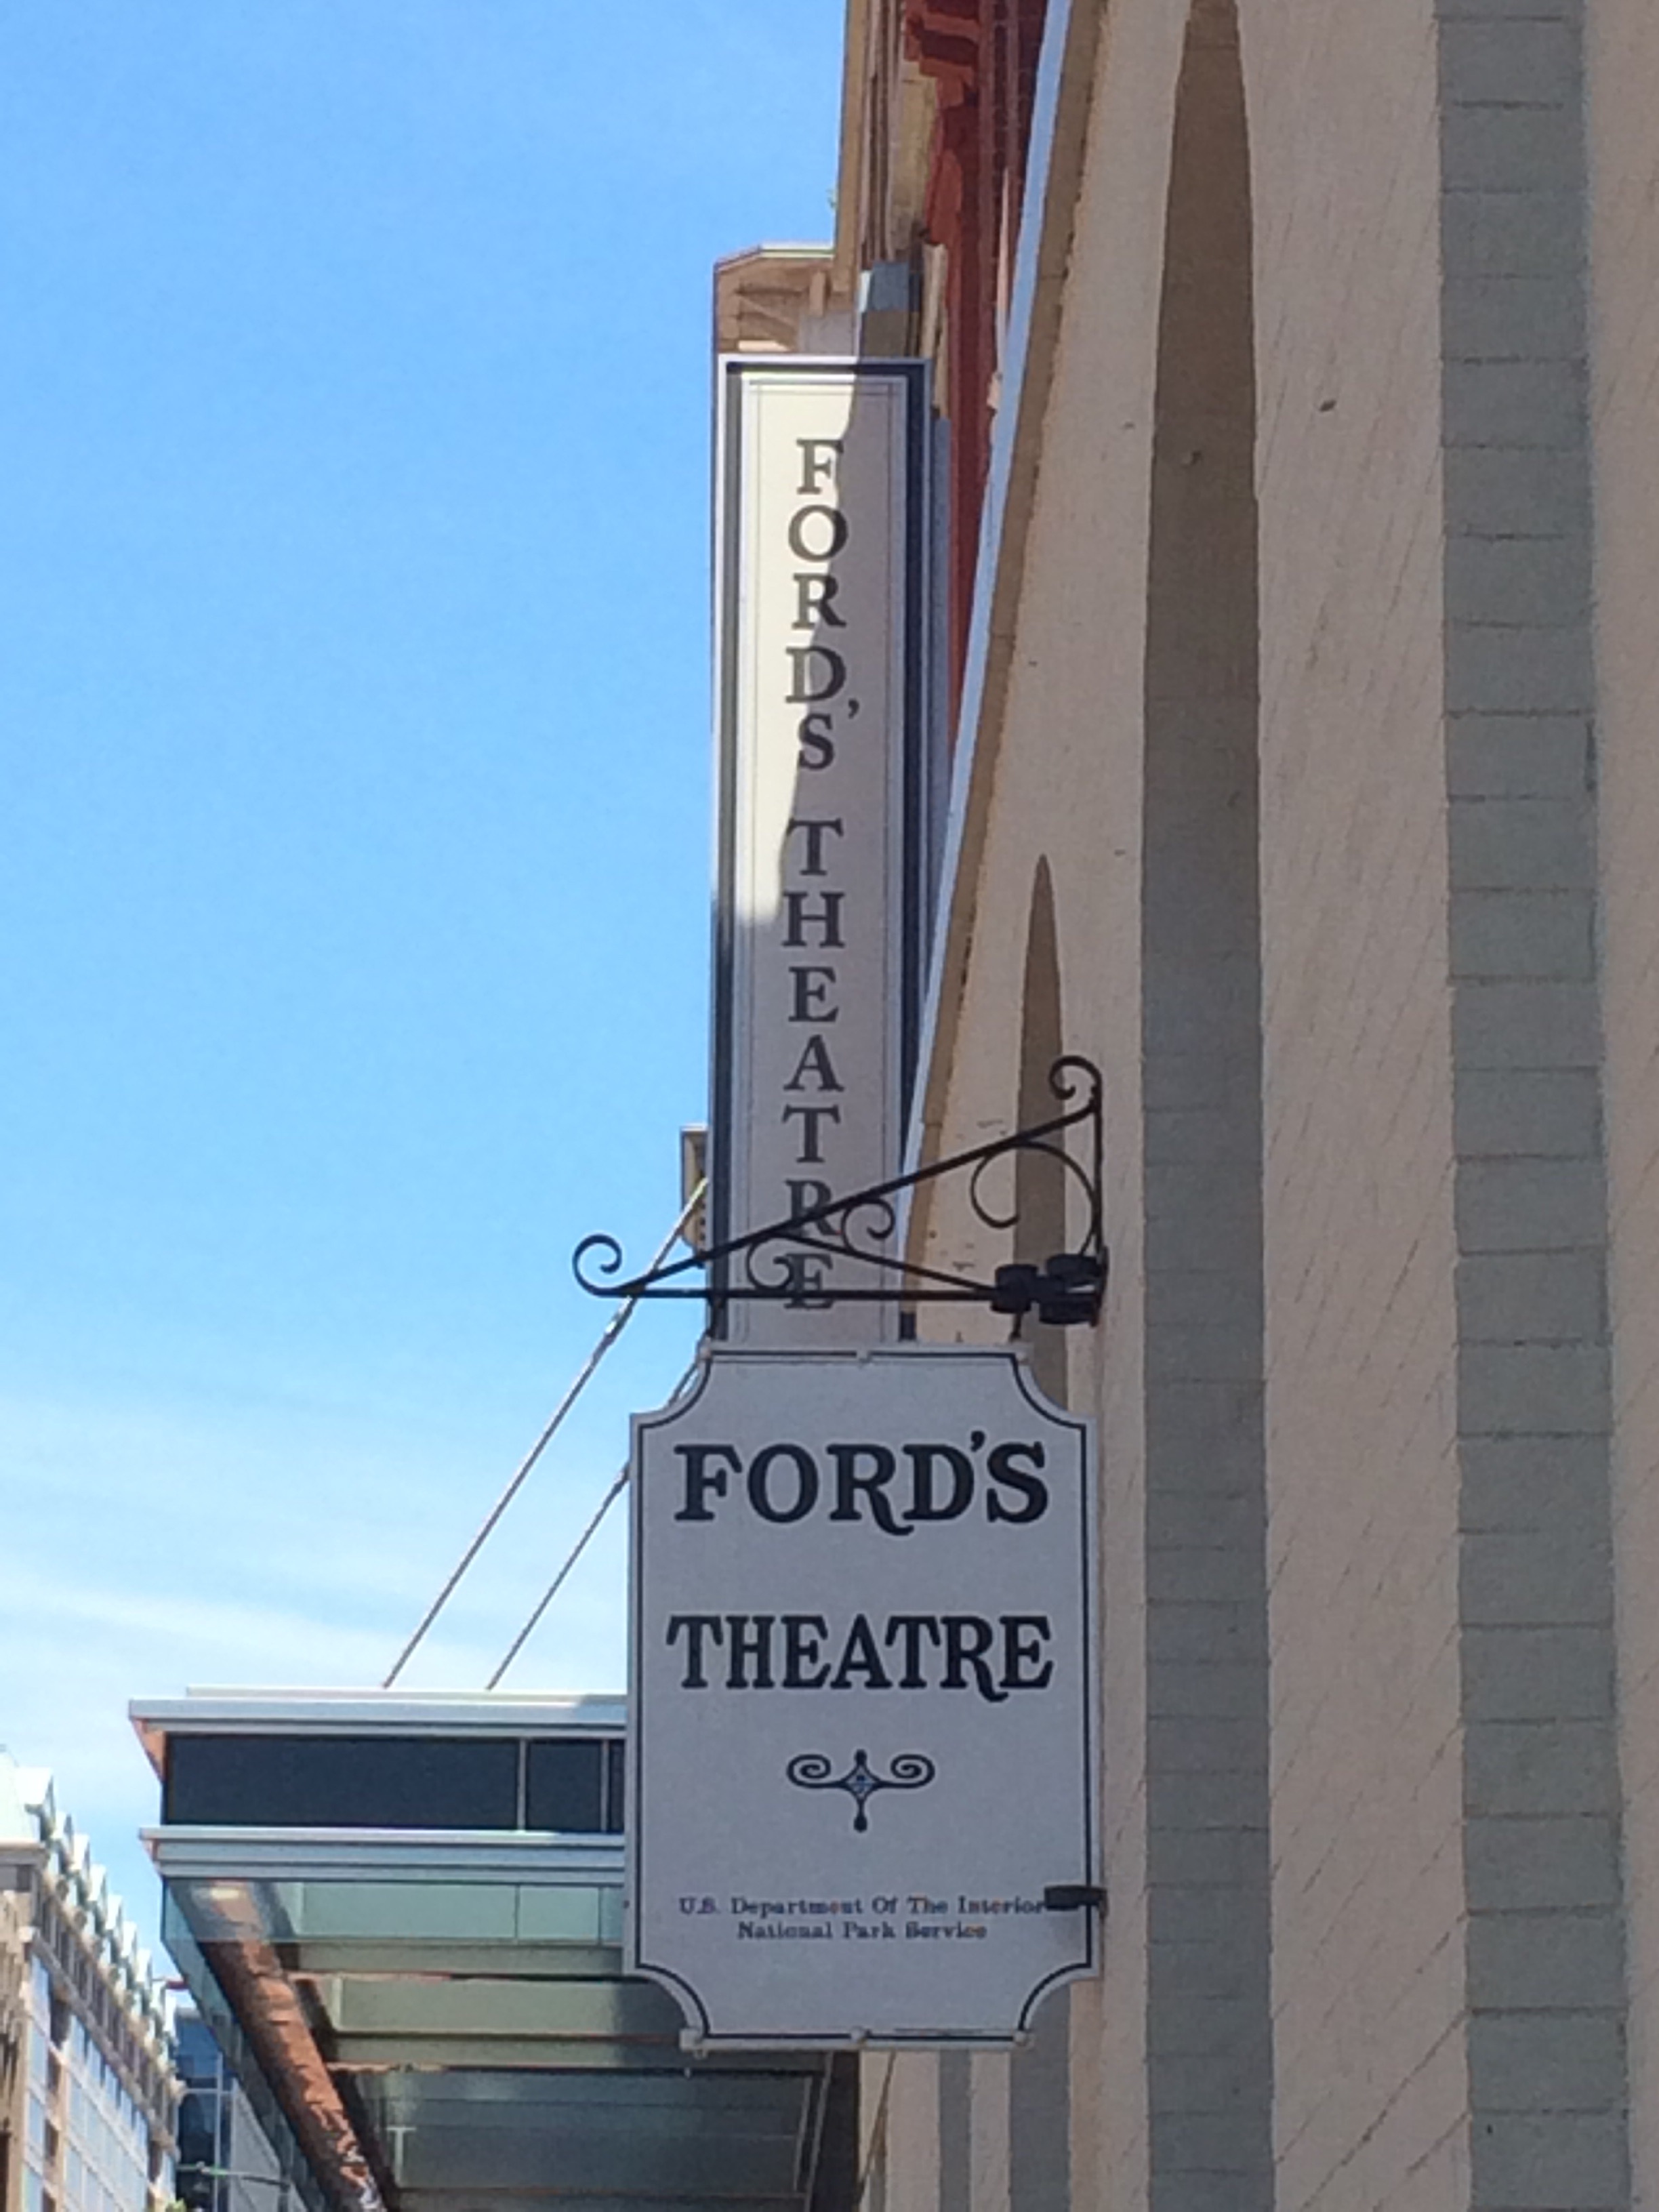 FORD'S THEATRE
FORD'S
THEATRE
U.S. Department Of The Interior
National Park Service